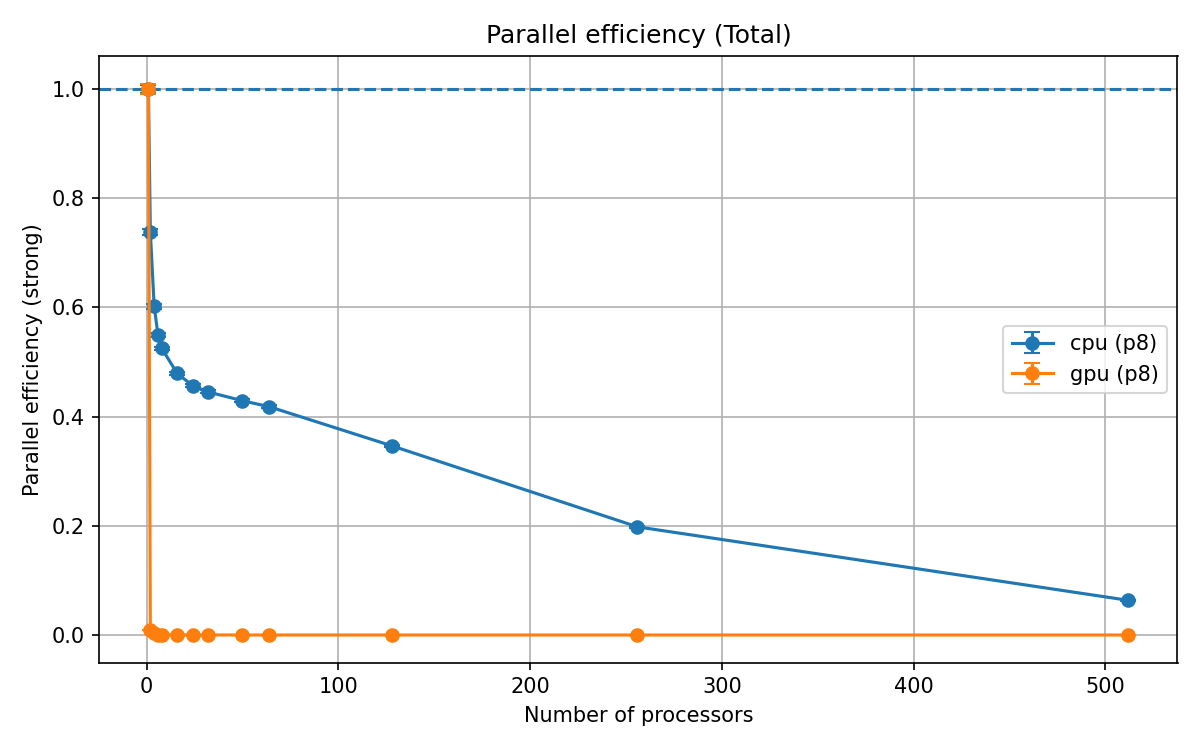 Parallel efficiency (Total)
Parallel efficiency (strong)
1.0
0.8
0.6
0.4
0.2
0.0
cpu (p8)
gpu (p8)
0 100 200 300 400 500
Number of processors